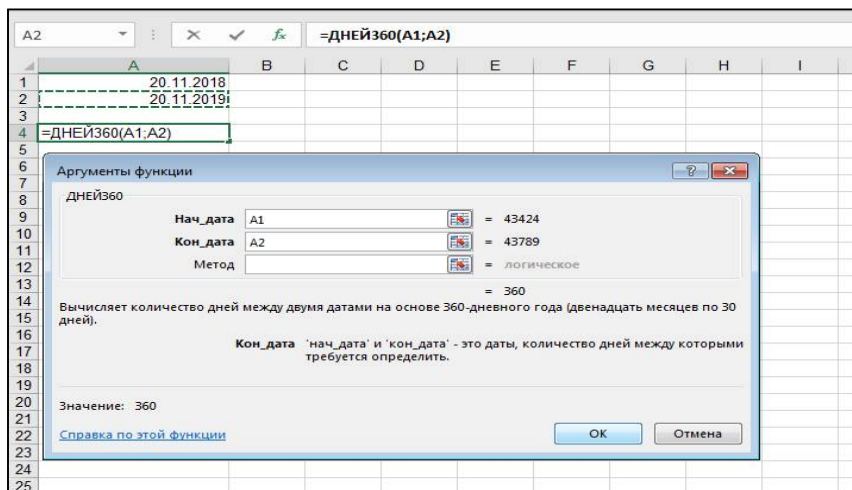 A2 =ДНЕЙ360(A1;A2)
A B C D E F G H I
1 20.11.2018
2 20.11.2019
3
4 =ДНЕЙ360(A1;A2)
5
6
7
8
9
10
11
12
13
14
15
16
17
18
19
20
21
22
23
24
25
Аргументы функции
ДНЕЙ360
Нач_дата A1 = 43424
Кон_дата A2 = 43789
Метод = логическое
= 360
Вычисляет количество дней между двумя датами на основе 360-дневного года (двенадцать месяцев по 30
дней).
Кон_дата 'нач_дата' и 'кон_дата' - это даты, количество дней между которыми
требуется определить.
Значение: 360
Справка по этой функции
ОК Отмена